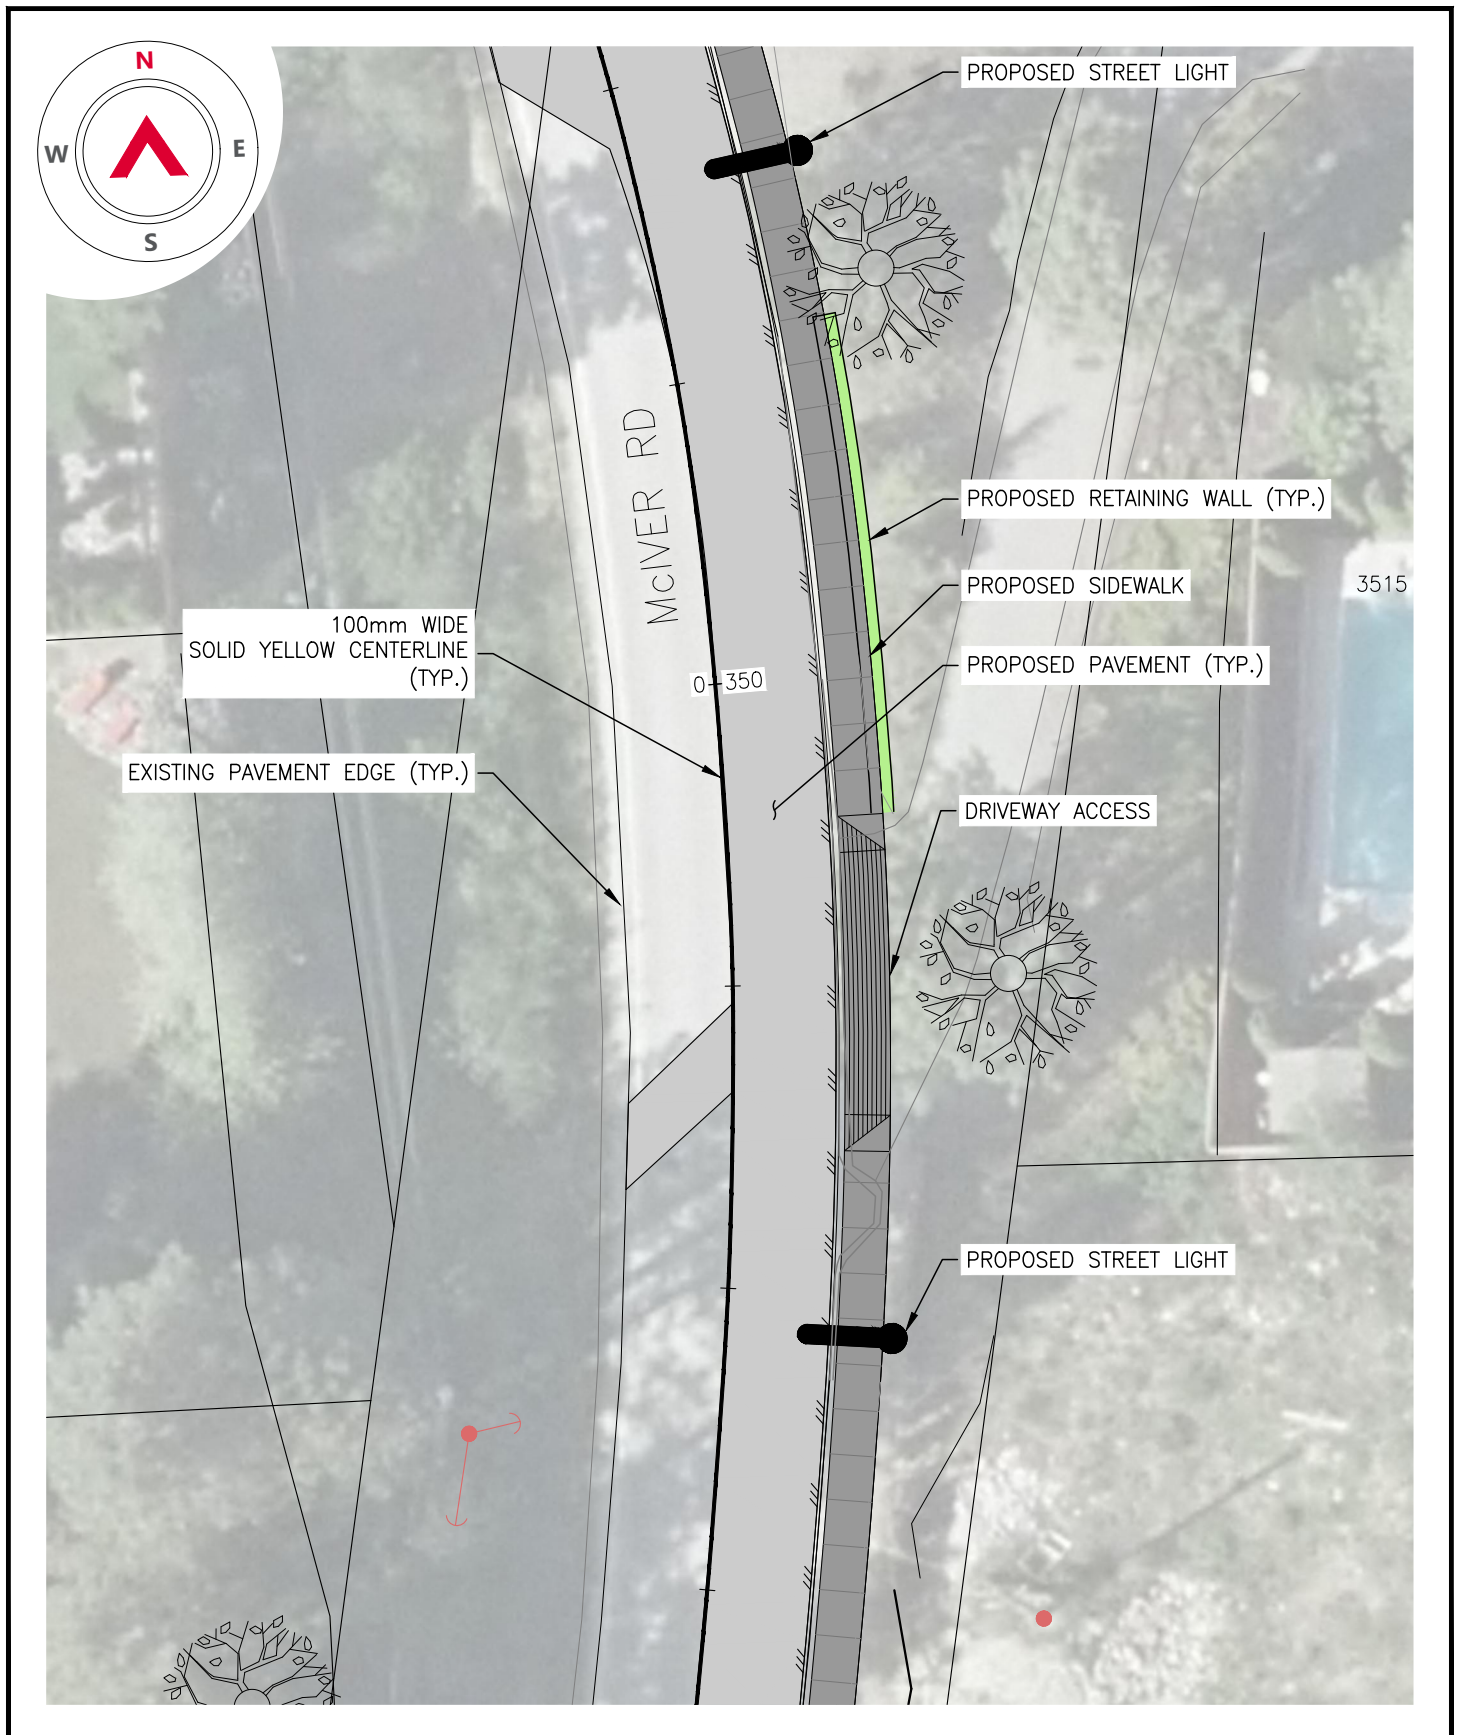 N
W
E
S
PROPOSED STREET LIGHT
McIVER RD
PROPOSED RETAINING WALL (TYP.)
PROPOSED SIDEWALK
3515
100mm WIDE
SOLID YELLOW CENTERLINE
(TYP.)
PROPOSED PAVEMENT (TYP.)
0+350
EXISTING PAVEMENT EDGE (TYP.)
DRIVEWAY ACCESS
PROPOSED STREET LIGHT